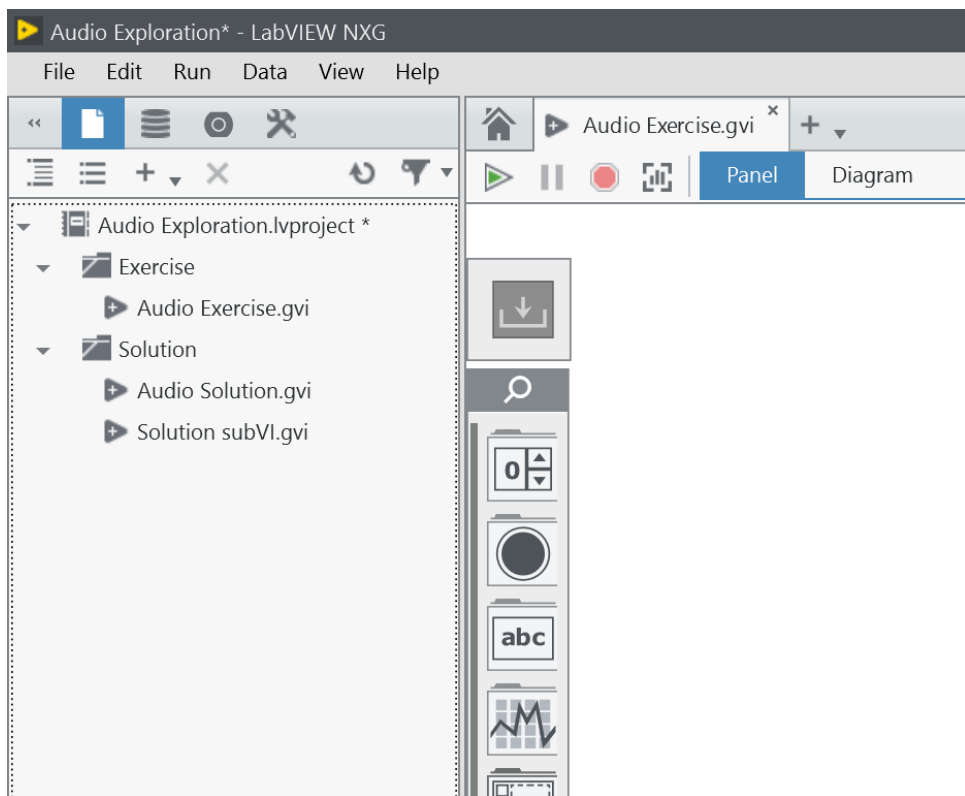 Audio Exploration* - LabVIEW NXG
File Edit Run Data View Help
Audio Exercise.gvi
Panel Diagram
Audio Exploration.lvproject *
Exercise
Audio Exercise.gvi
Solution
Audio Solution.gvi
Solution subVI.gvi
0
abc